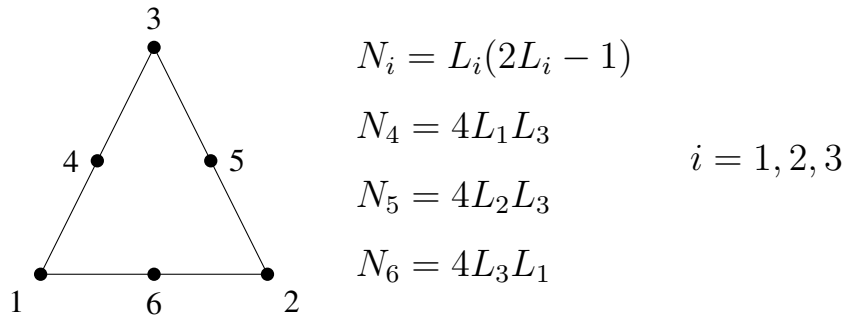 3
4
5
1
6
2
N_i = L_i(2L_i − 1)
N_4 = 4L_1L_3
N_5 = 4L_2L_3
N_6 = 4L_3L_1
i = 1, 2, 3